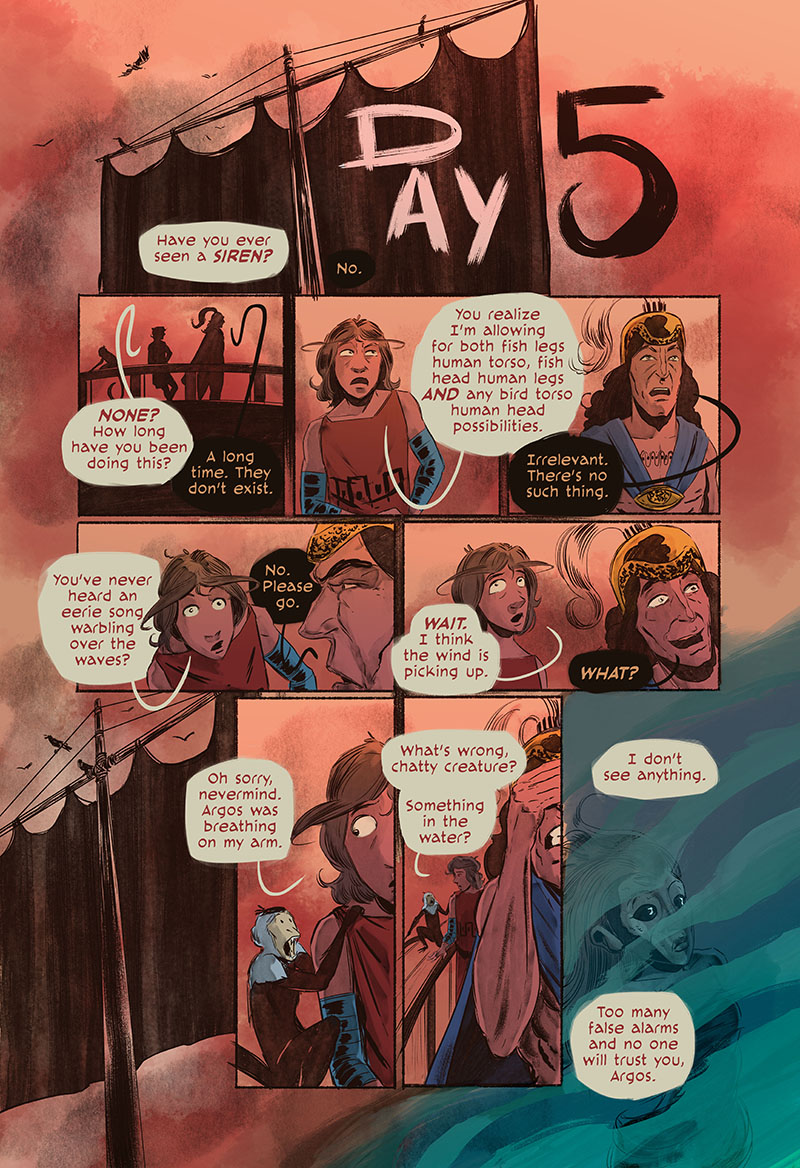 DAY 5
Have you ever
seen a SIREN?
No.
NONE?
How long
have you been
doing this?
A long
time. They
don't exist.
You realize
I'm allowing
for both fish legs
human torso, fish
head human legs
AND any bird torso
human head
possibilities.
Irrelevant.
There's no
such thing.
You've never
heard an
eerie song
warbling
over the
waves?
No.
Please
go.
WAIT.
I think
the wind is
picking up.
WHAT?
Oh sorry,
nevermind.
Argos was
breathing
on my arm.
What's wrong,
chatty creature?
Something
in the
water?
I don't
see anything.
Too many
false alarms
and no one
will trust you,
Argos.